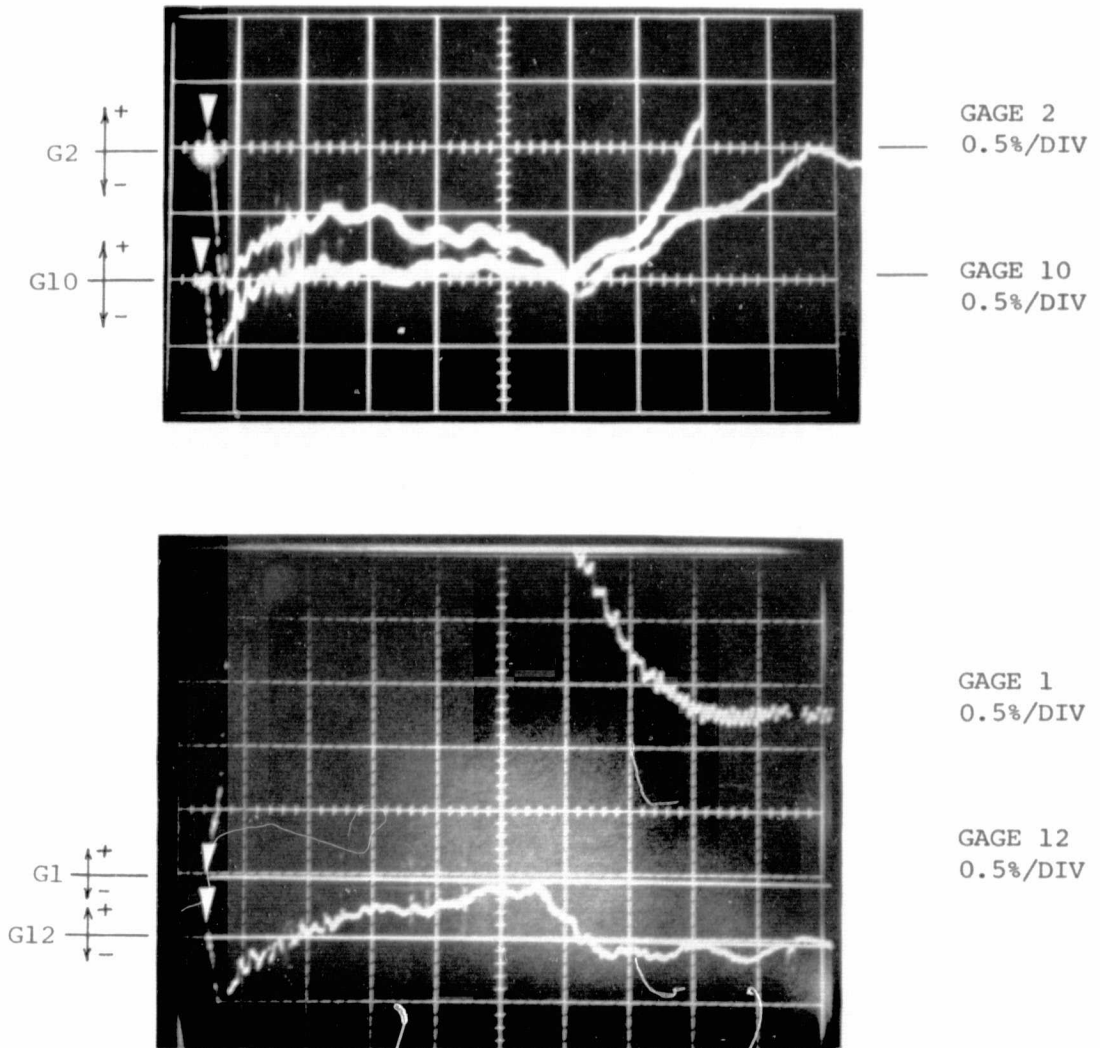 +
G2
-
GAGE 2
0.5%/DIV
+
G10
-
GAGE 10
0.5%/DIV
GAGE 1
0.5%/DIV
+
G1
-
+
G12
-
GAGE 12
0.5%/DIV